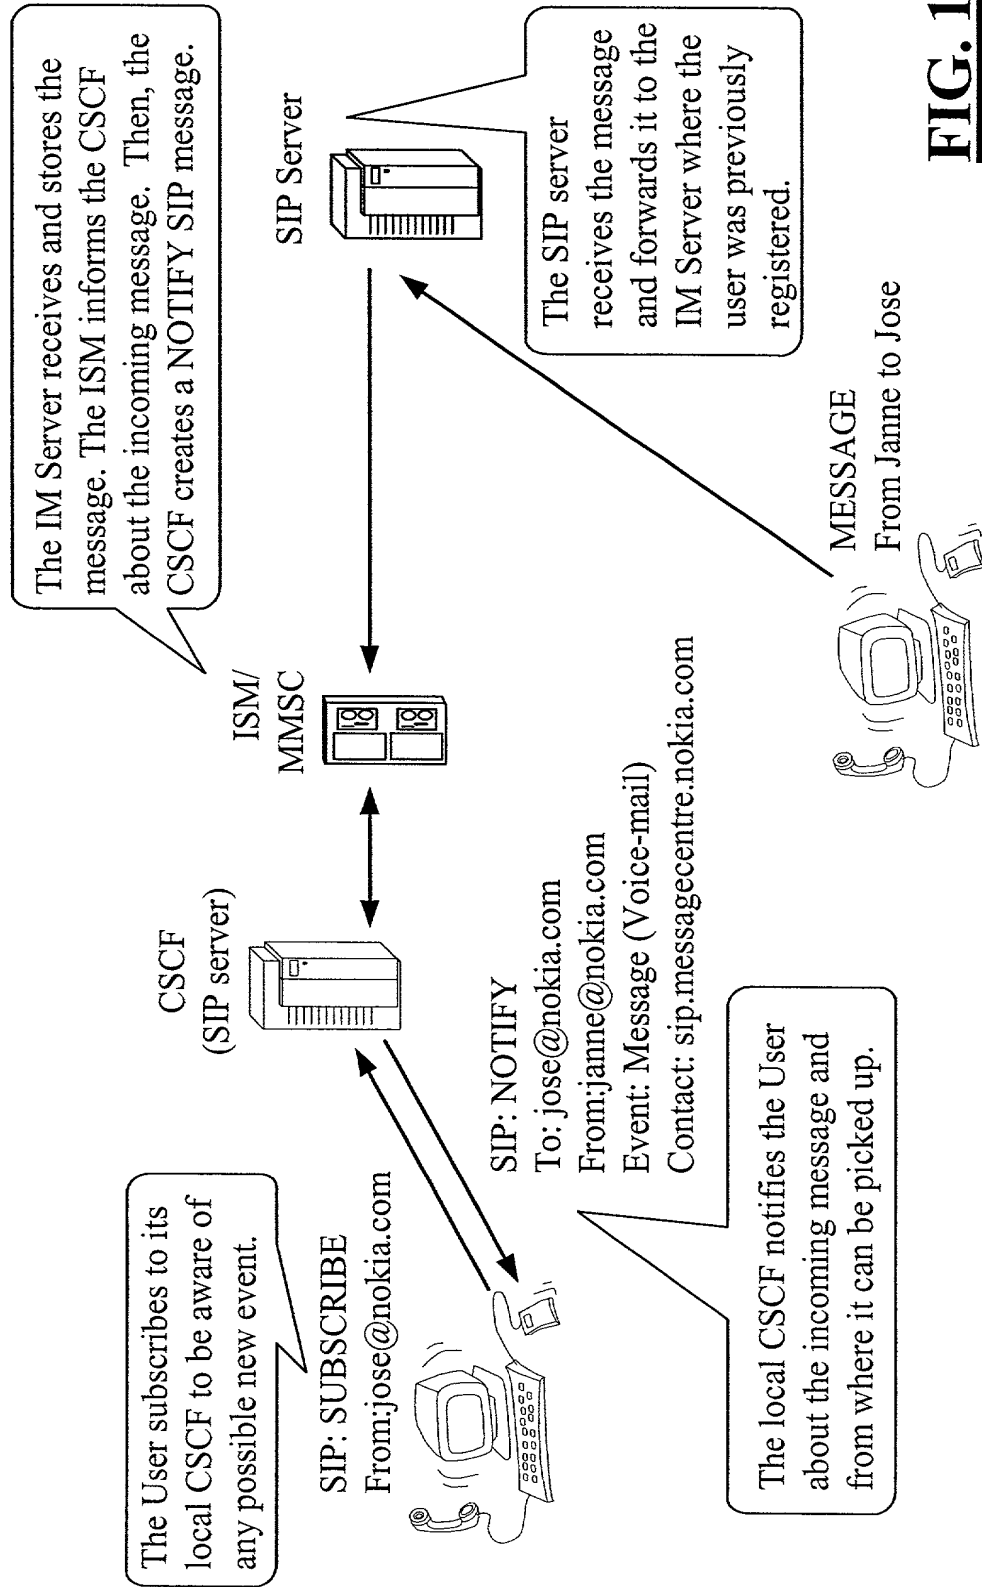 The User subscribes to its
local CSCF to be aware of
any possible new event.
SIP: SUBSCRIBE
From:jose@nokia.com
CSCF
(SIP server)
ISM/
MMSC
The IM Server receives and stores the
message. The ISM informs the CSCF
about the incoming message.  Then, the
CSCF creates a NOTIFY SIP message.
SIP Server
The SIP server
receives the message
and forwards it to the
IM Server where the
user was previously
registered.
SIP: NOTIFY
To: jose@nokia.com
From:janne@nokia.com
Event: Message (Voice-mail)
Contact: sip.messagecentre.nokia.com
The local CSCF notifies the User
about the incoming message and
from where it can be picked up.
MESSAGE
From Janne to Jose
FIG. 1